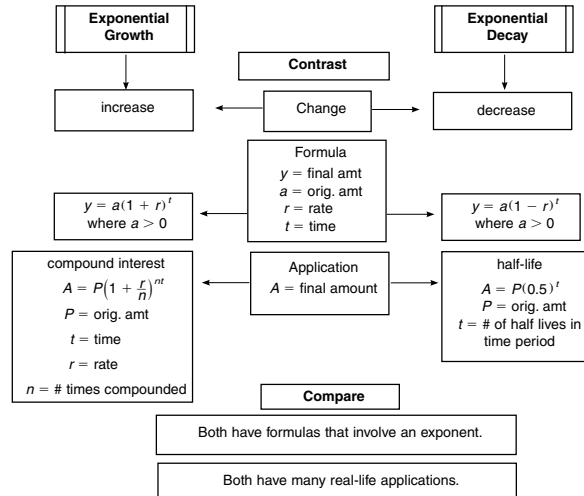 Exponential
Growth
Exponential
Decay
Contrast
increase
Change
decrease
Formula
y = final amt
a = orig. amt
r = rate
t = time
y = a(1 + r)^t
where a > 0
y = a(1 − r)^t
where a > 0
compound interest
A = P(1 + r/n)^nt
P = orig. amt
t = time
r = rate
n = # times compounded
Application
A = final amount
half-life
A = P(0.5)^t
P = orig. amt
t = # of half lives in
time period
Compare
Both have formulas that involve an exponent.
Both have many real-life applications.